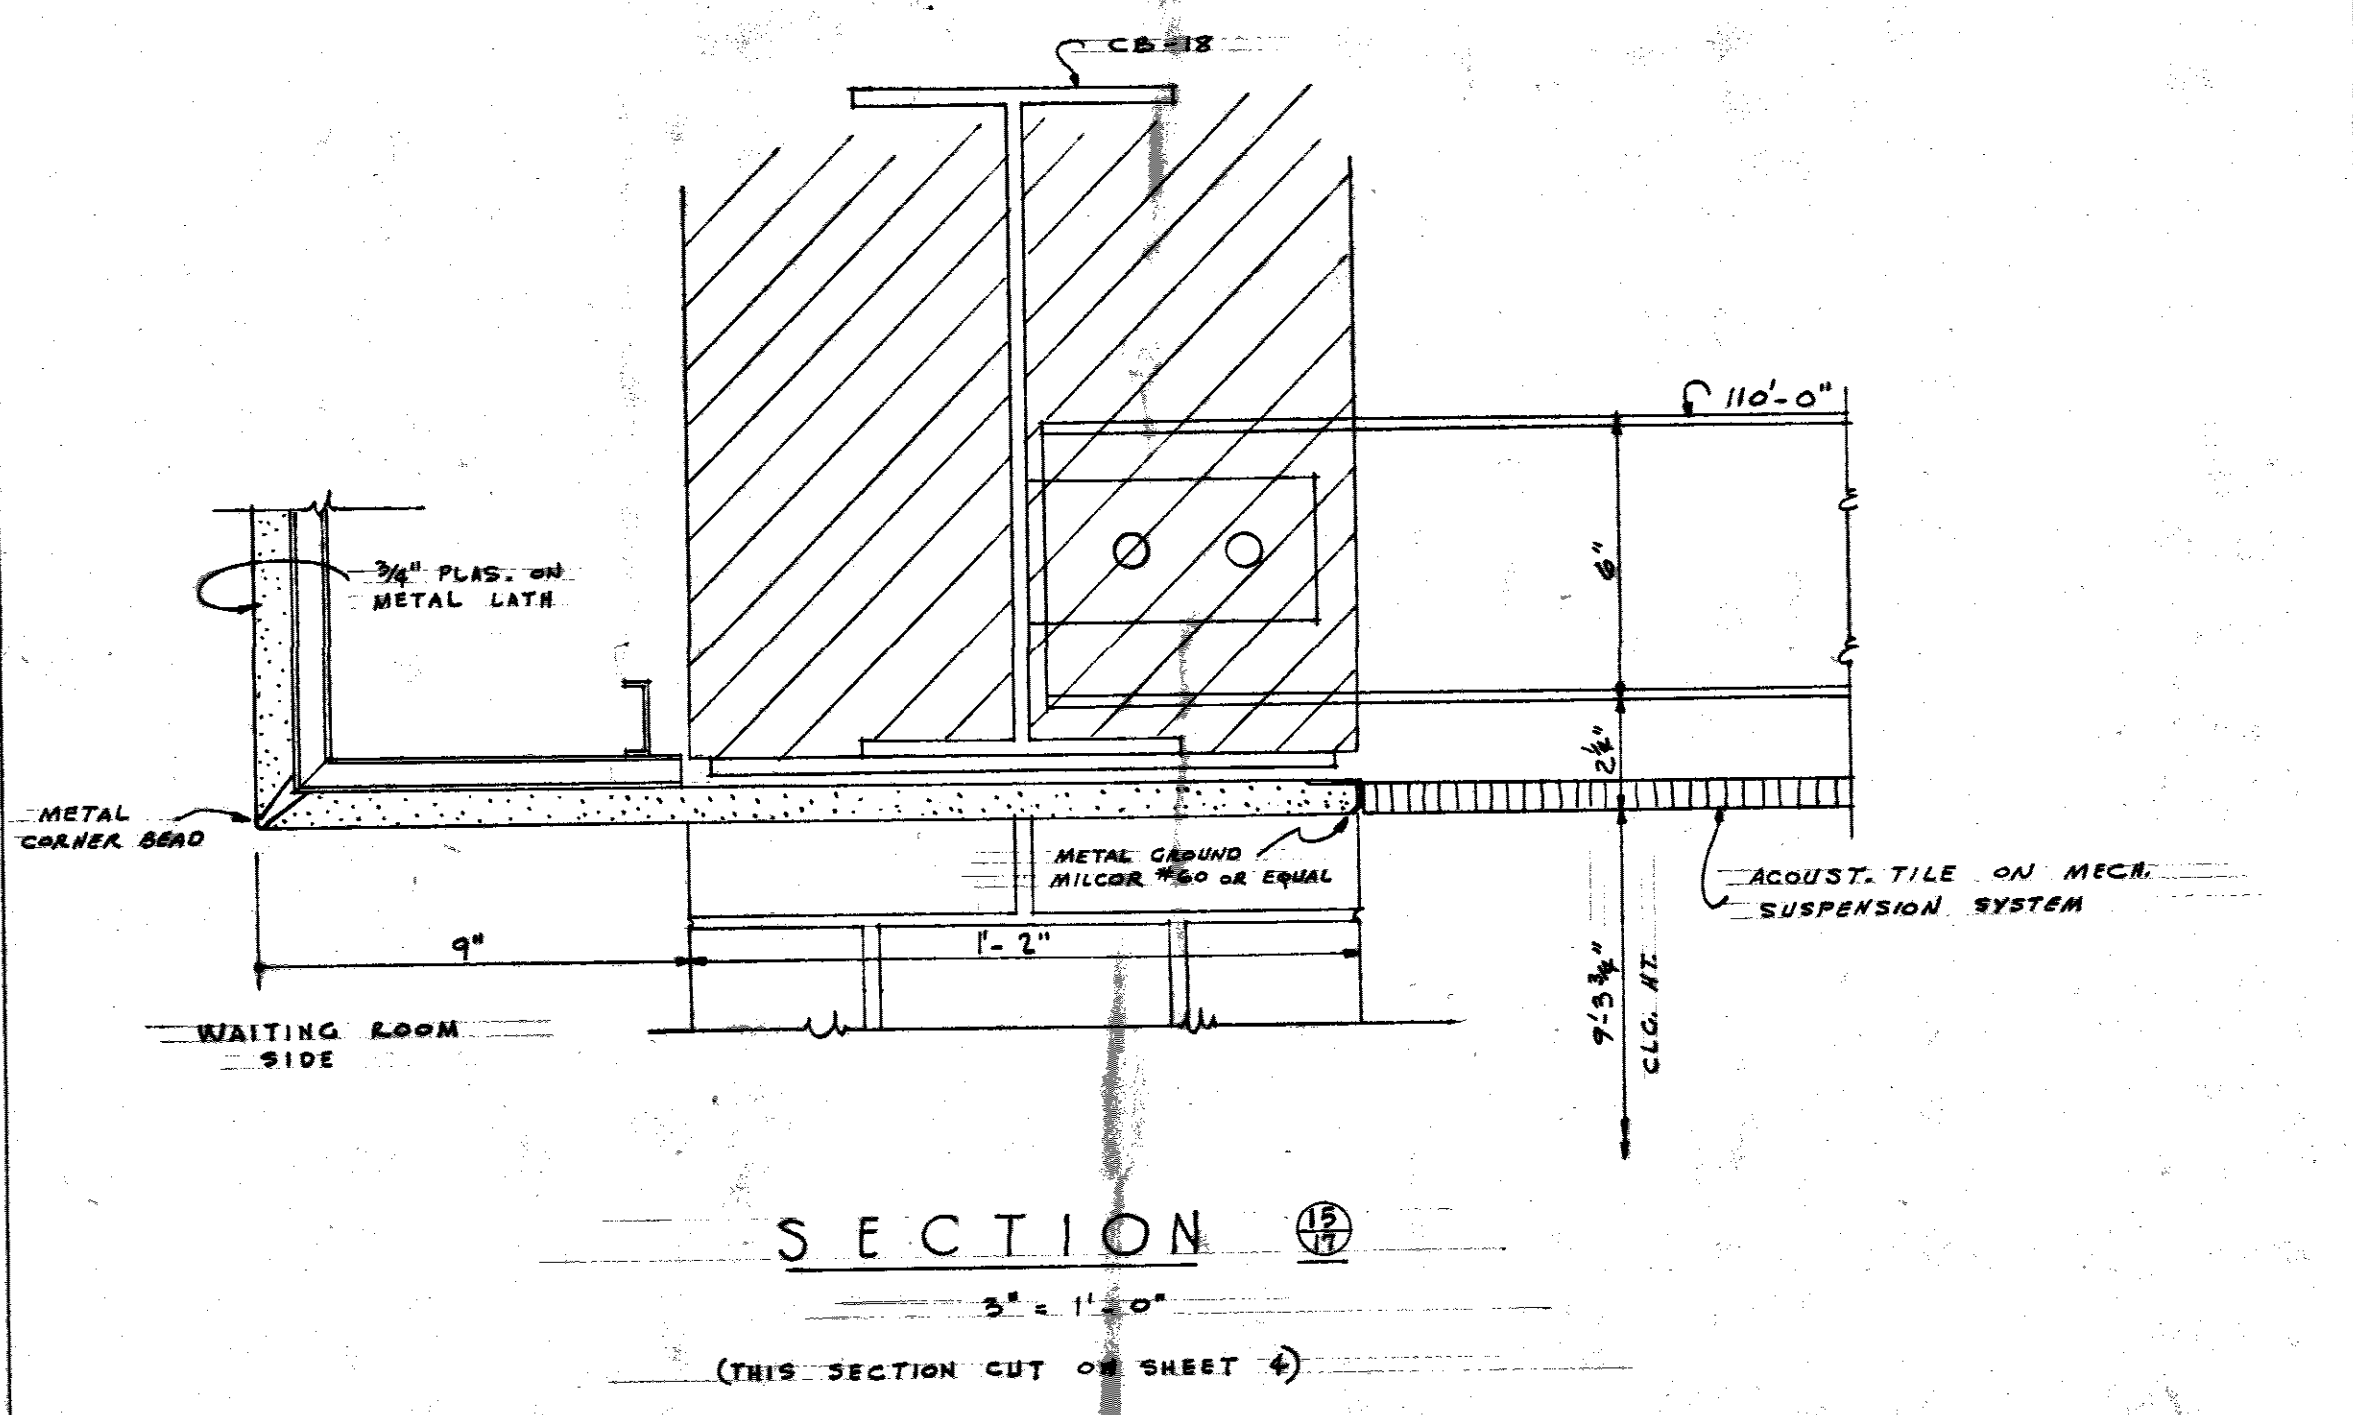 CB-18
110'-0"
3/4" PLAS. ON
METAL LATH
6"
2 1/4"
METAL
CORNER BEAD
METAL GROUND
MILCOR #60 OR EQUAL
ACOUST. TILE ON MECH.
SUSPENSION SYSTEM
9"
1'-2"
9'-3 3/4"
CLG. HT.
WAITING ROOM
SIDE
SECTION
15
17
3" = 1'-0"
(THIS SECTION CUT ON SHEET 4)